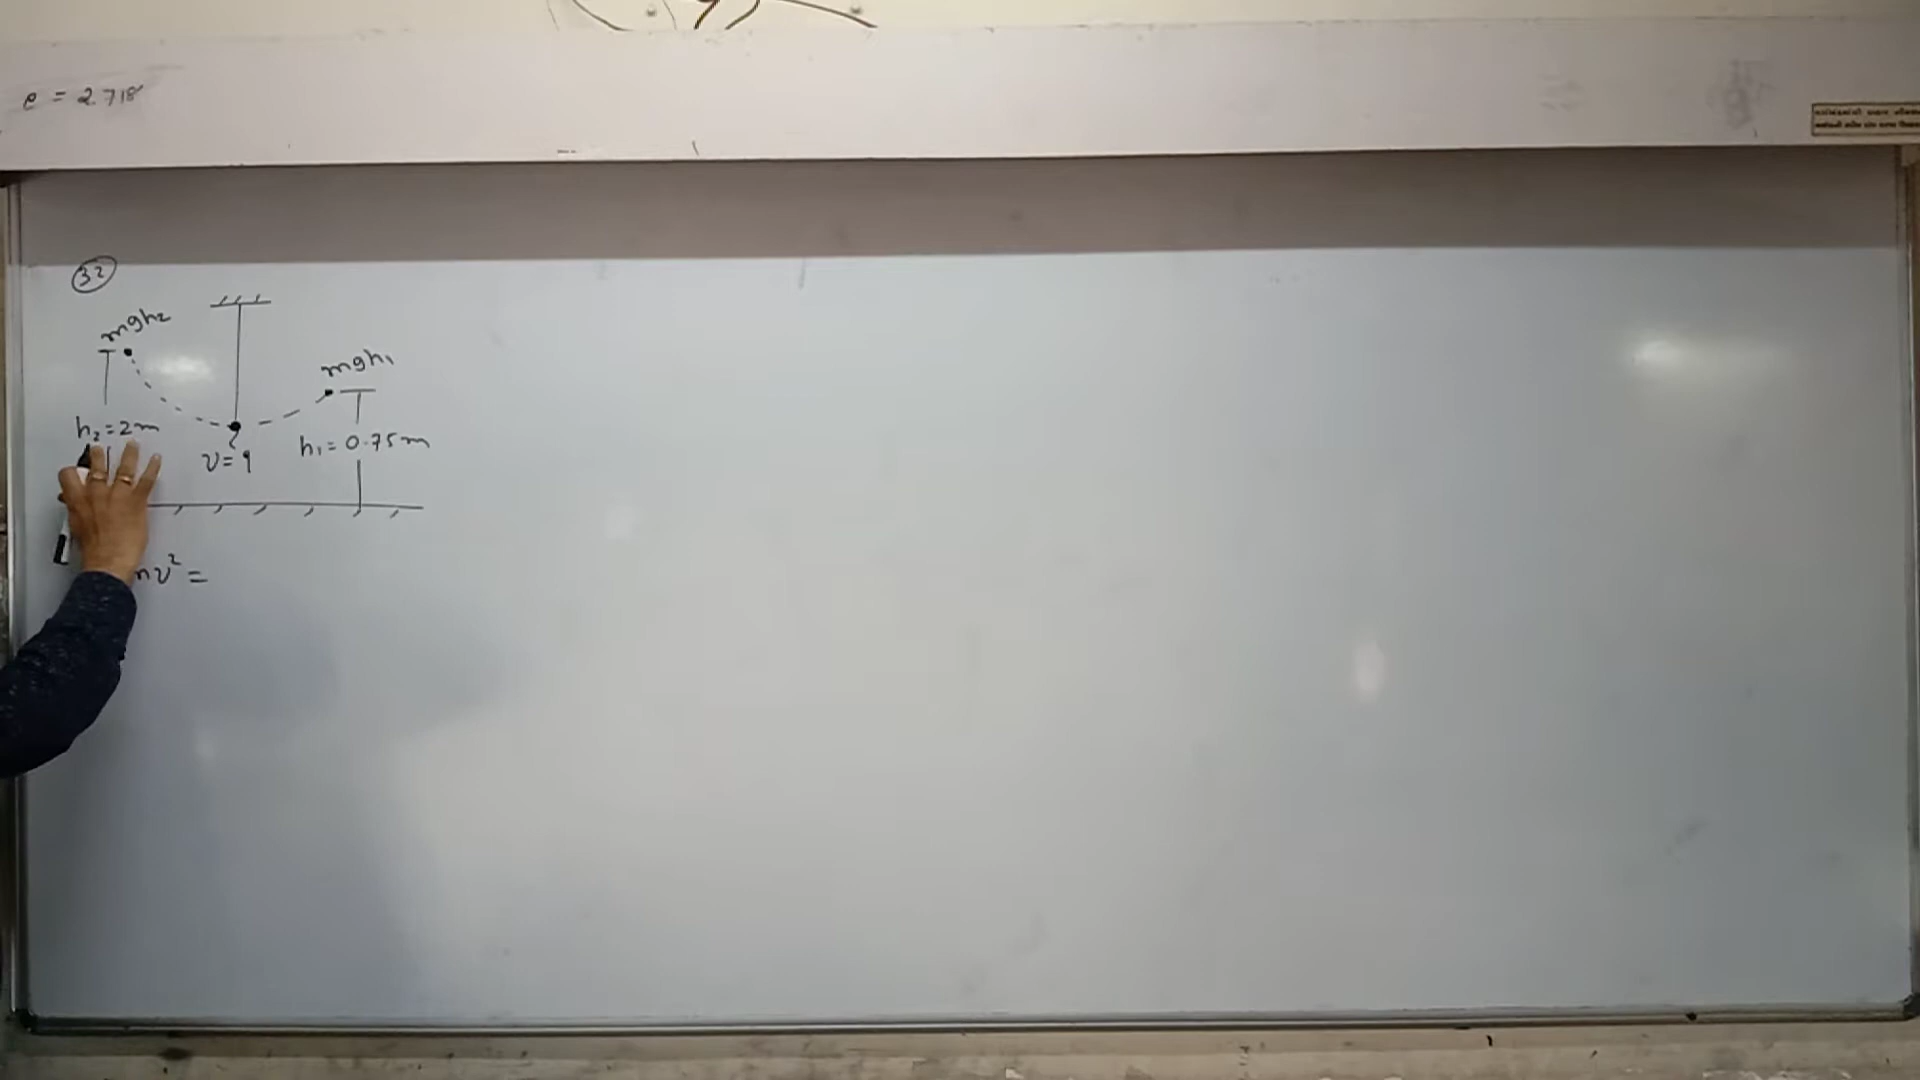 e = 2.718
32
mgh₂
mgh₁
h₂ = 2m
v = ?
h₁ = 0.75m
mv² =